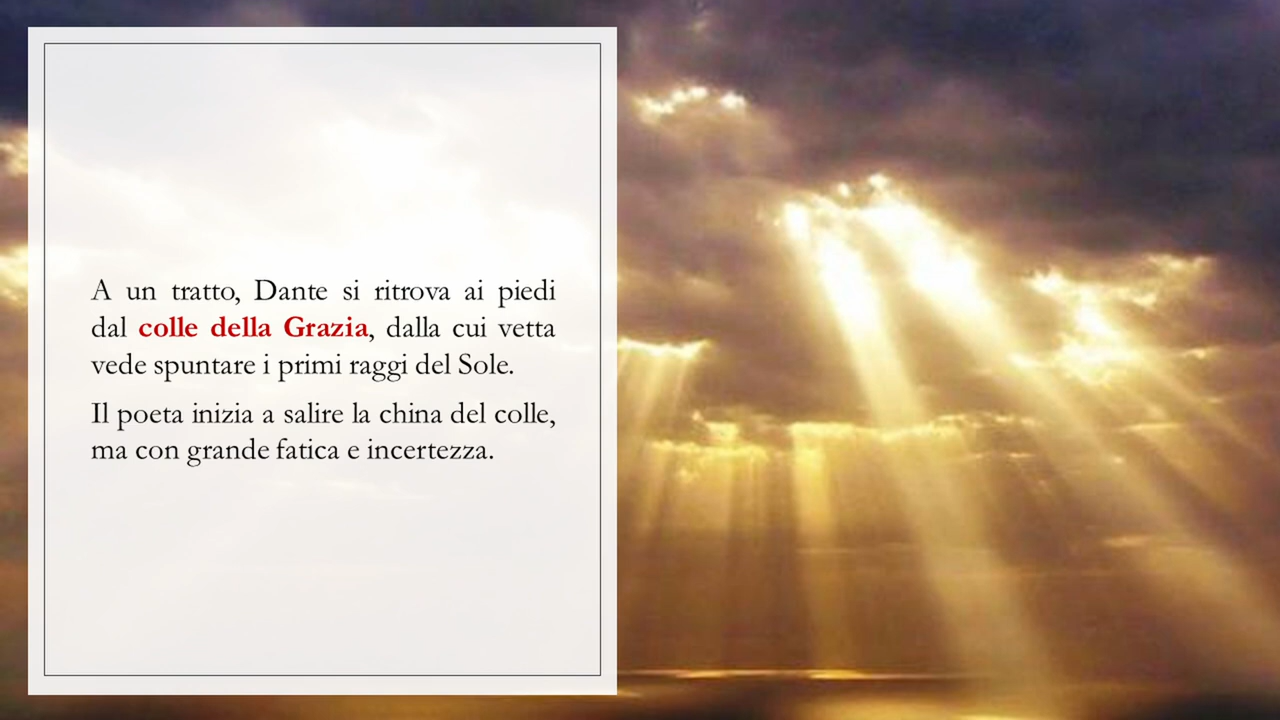 A un tratto, Dante si ritrova ai piedi
dal colle della Grazia, dalla cui vetta
vede spuntare i primi raggi del Sole.
Il poeta inizia a salire la china del colle,
ma con grande fatica e incertezza.